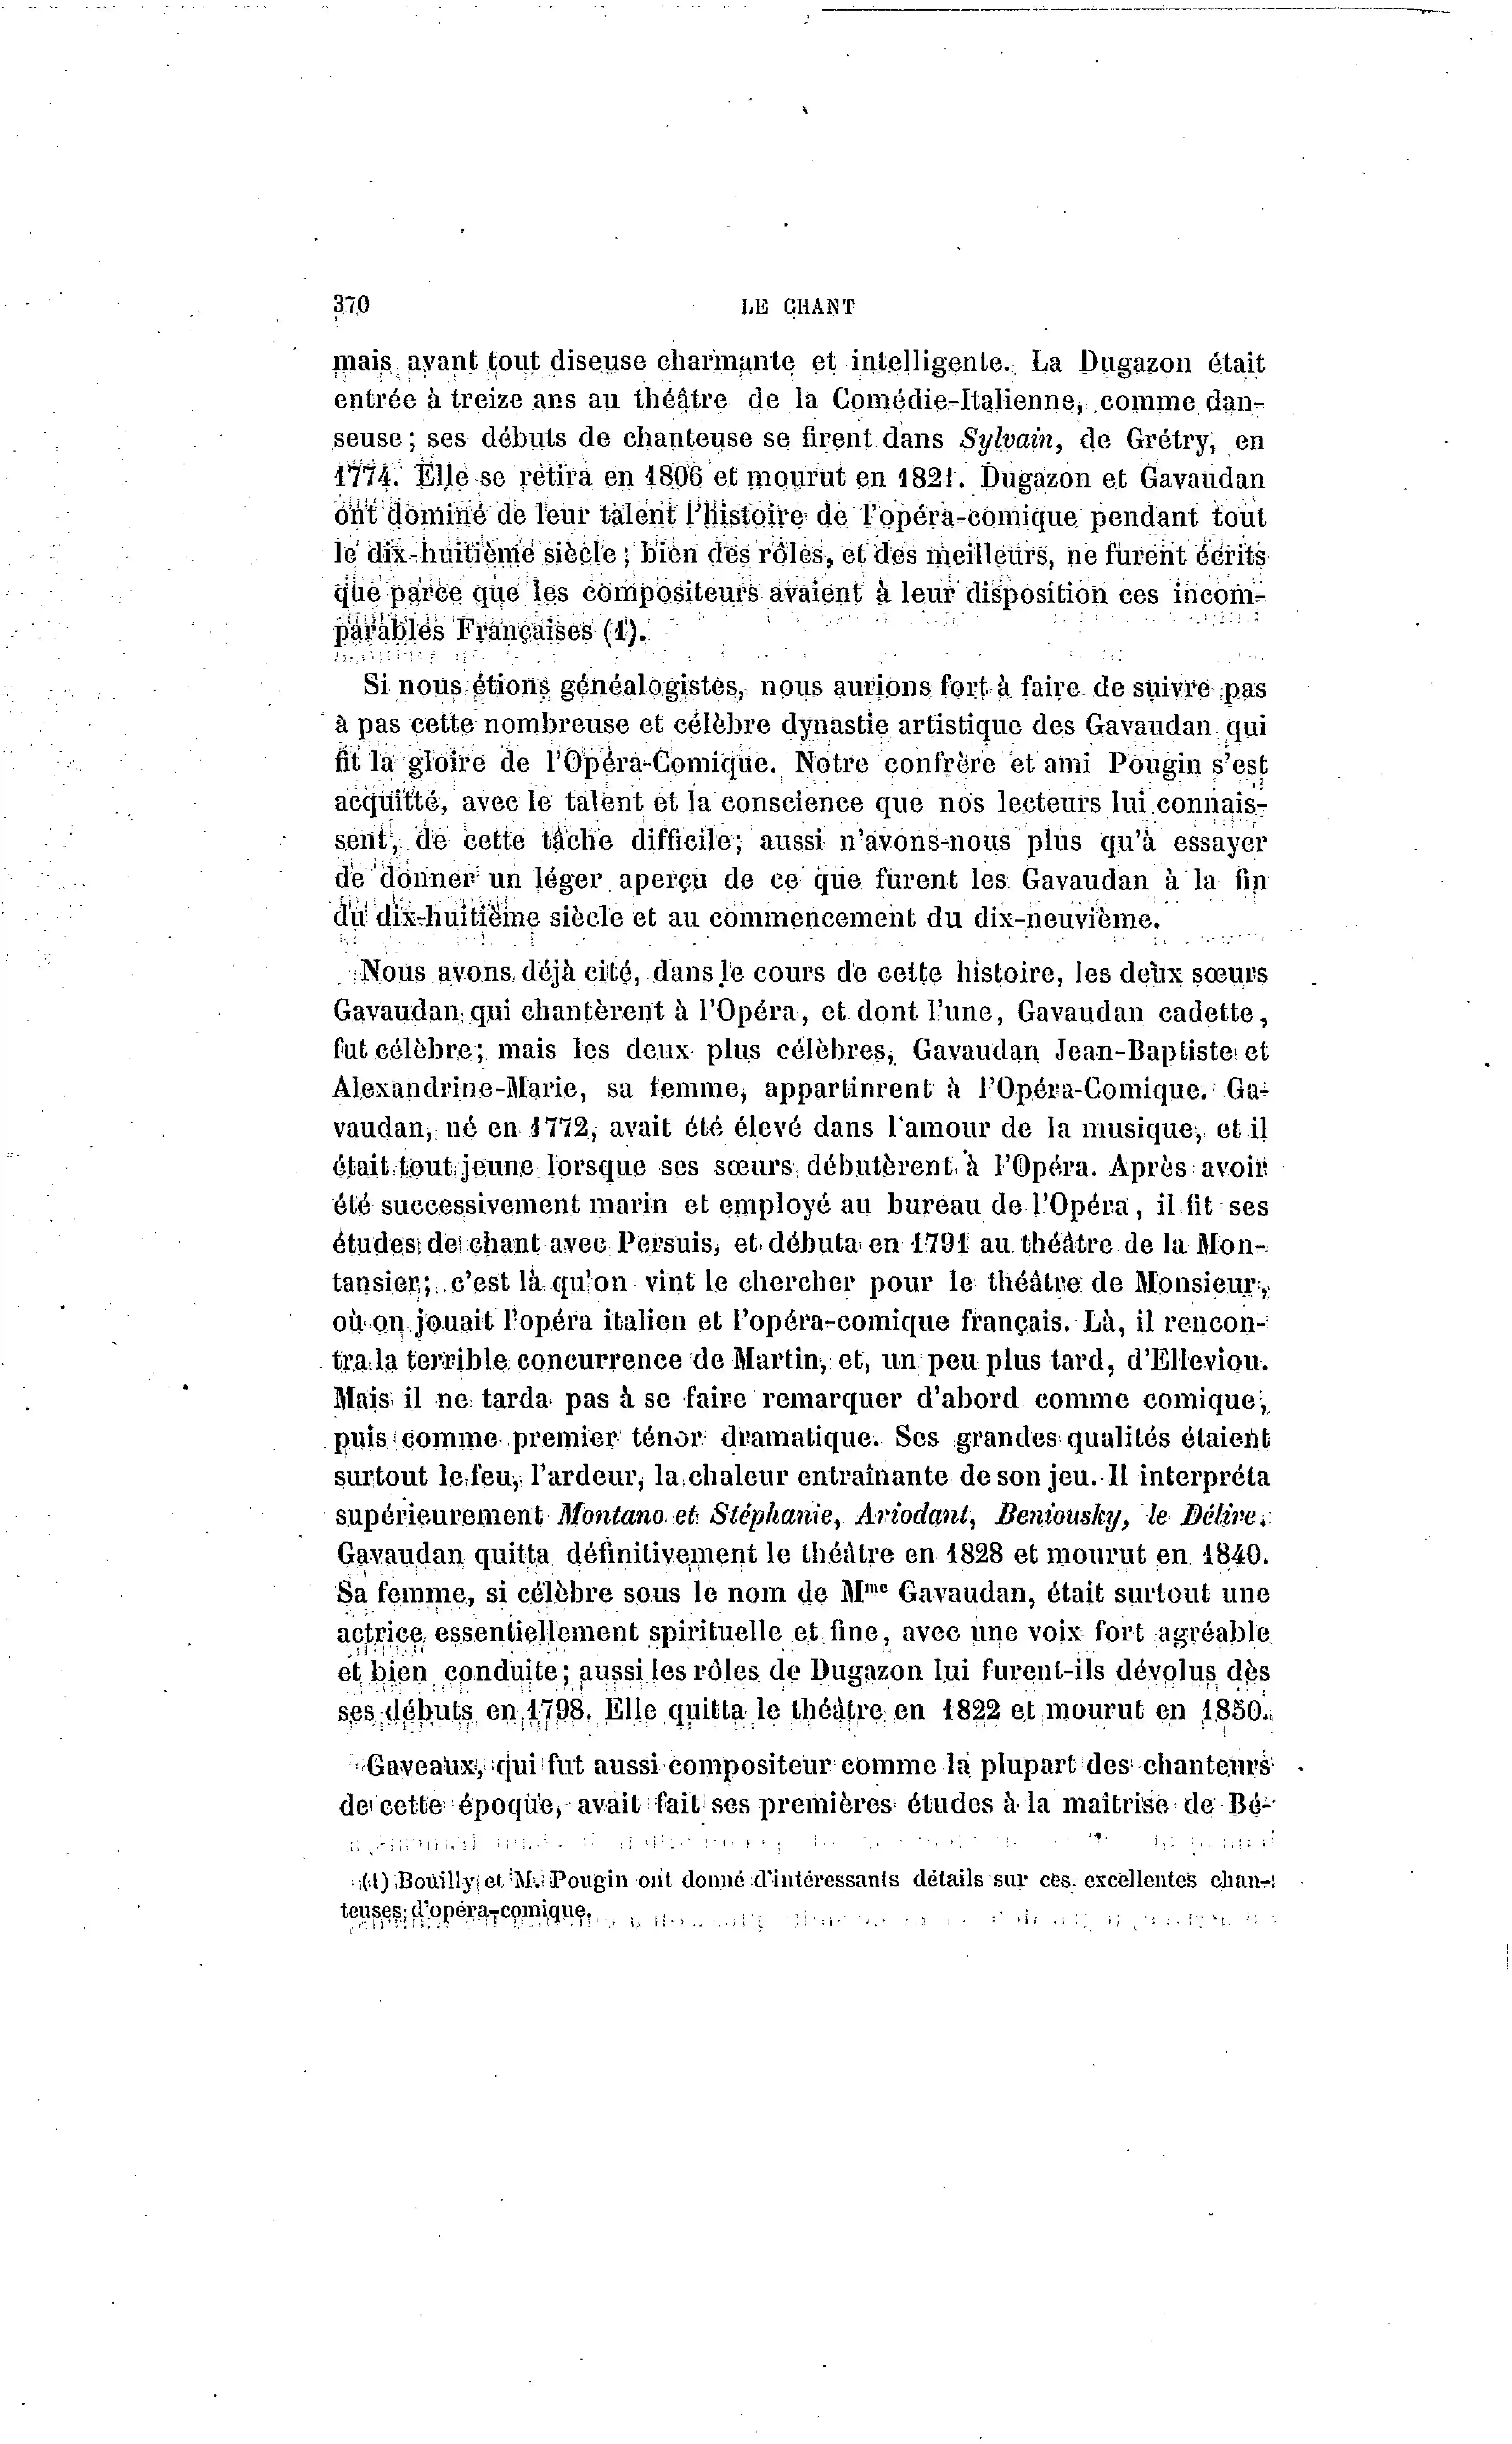 370 LE CHANT
mais avant tout diseuse charmante et intelligente. La Dugazon était
entrée à treize ans au théâtre de la Comédie-Italienne, comme dan-
seuse; ses débuts de chanteuse se firent dans Sylvain, de Grétry, en
1774. Elle se retira en 1806 et mourut en 1821. Dugazon et Gavaudan
ont dominé de leur talent l'histoire de l'opéra-comique pendant tout
le dix-huitième siècle; bien des rôles, et des meilleurs, ne furent écrits
que parce que les compositeurs avaient à leur disposition ces incom-
parables Françaises (1).
Si nous étions généalogistes, nous aurions fort à faire de suivre pas
à pas cette nombreuse et célèbre dynastie artistique des Gavaudan qui
fit la gloire de l'Opéra-Comique. Notre confrère et ami Pougin s'est
acquitté, avec le talent et la conscience que nos lecteurs lui connais-
sent, de cette tâche difficile; aussi n'avons-nous plus qu'à essayer
de donner un léger aperçu de ce que furent les Gavaudan à la fin
du dix-huitième siècle et au commencement du dix-neuvième.
Nous avons déjà cité, dans le cours de cette histoire, les deux sœurs
Gavaudan, qui chantèrent à l'Opéra, et dont l'une, Gavaudan cadette,
fut célèbre; mais les deux plus célèbres, Gavaudan Jean-Baptiste et
Alexandrine-Marie, sa femme, appartinrent à l'Opéra-Comique. Ga-
vaudan, né en 1772, avait été élevé dans l'amour de la musique, et il
était tout jeune lorsque ses sœurs débutèrent à l'Opéra. Après avoir
été successivement marin et employé au bureau de l'Opéra, il fit ses
études de chant avec Persuis, et débuta en 1791 au théâtre de la Mon-
tansier; c'est là qu'on vint le chercher pour le théâtre de Monsieur,
où on jouait l'opéra italien et l'opéra-comique français. Là, il rencon-
tra la terrible concurrence de Martin, et, un peu plus tard, d'Elleviou.
Mais il ne tarda pas à se faire remarquer d'abord comme comique,
puis comme premier ténor dramatique. Ses grandes qualités étaient
surtout le feu, l'ardeur, la chaleur entraînante de son jeu. Il interpréta
supérieurement Montano et Stéphanie, Ariodant, Beniousky, le Délire.
Gavaudan quitta définitivement le théâtre en 1828 et mourut en 1840.
Sa femme, si célèbre sous le nom de Mme Gavaudan, était surtout une
actrice essentiellement spirituelle et fine, avec une voix fort agréable
et bien conduite; aussi les rôles de Dugazon lui furent-ils dévolus dès
ses débuts en 1798. Elle quitta le théâtre en 1822 et mourut en 1850.
Gaveaux, qui fut aussi compositeur comme la plupart des chanteurs
de cette époque, avait fait ses premières études à la maîtrise de Bé-
(1) Bouilly et M. Pougin ont donné d'intéressants détails sur ces excellentes chan-
teuses d'opéra-comique.